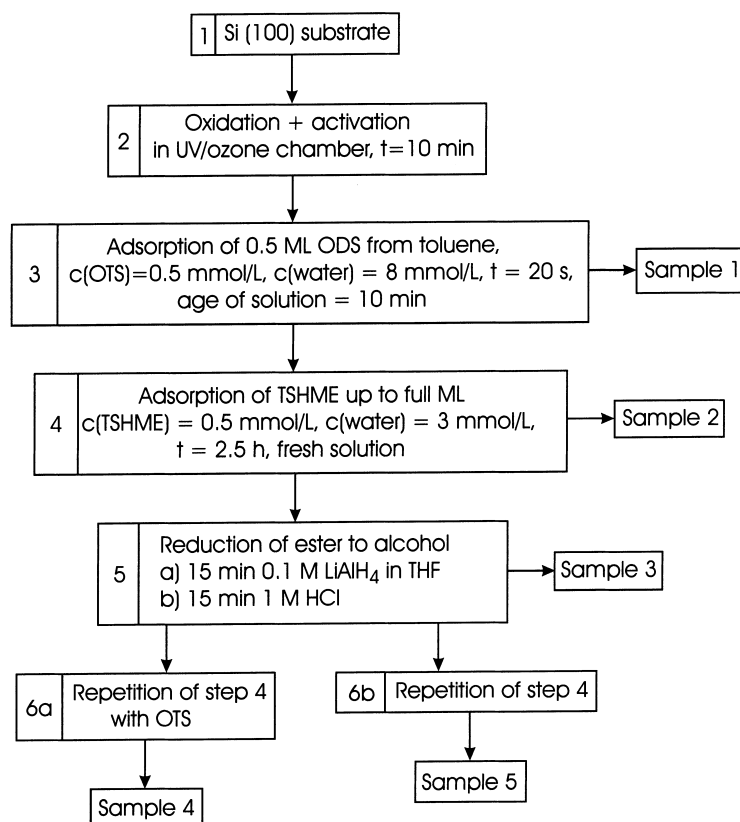 1 Si (100) substrate
2
Oxidation + activation
in UV/ozone chamber, t=10 min
3
Adsorption of 0.5 ML ODS from toluene,
c(OTS)=0.5 mmol/L, c(water) = 8 mmol/L, t = 20 s,
age of solution = 10 min
Sample 1
4
Adsorption of TSHME up to full ML
c(TSHME) = 0.5 mmol/L, c(water) = 3 mmol/L,
t = 2.5 h, fresh solution
Sample 2
5
Reduction of ester to alcohol
a) 15 min 0.1 M LiAlH₄ in THF
b) 15 min 1 M HCl
Sample 3
6a
Repetition of step 4
with OTS
6b Repetition of step 4
Sample 4
Sample 5